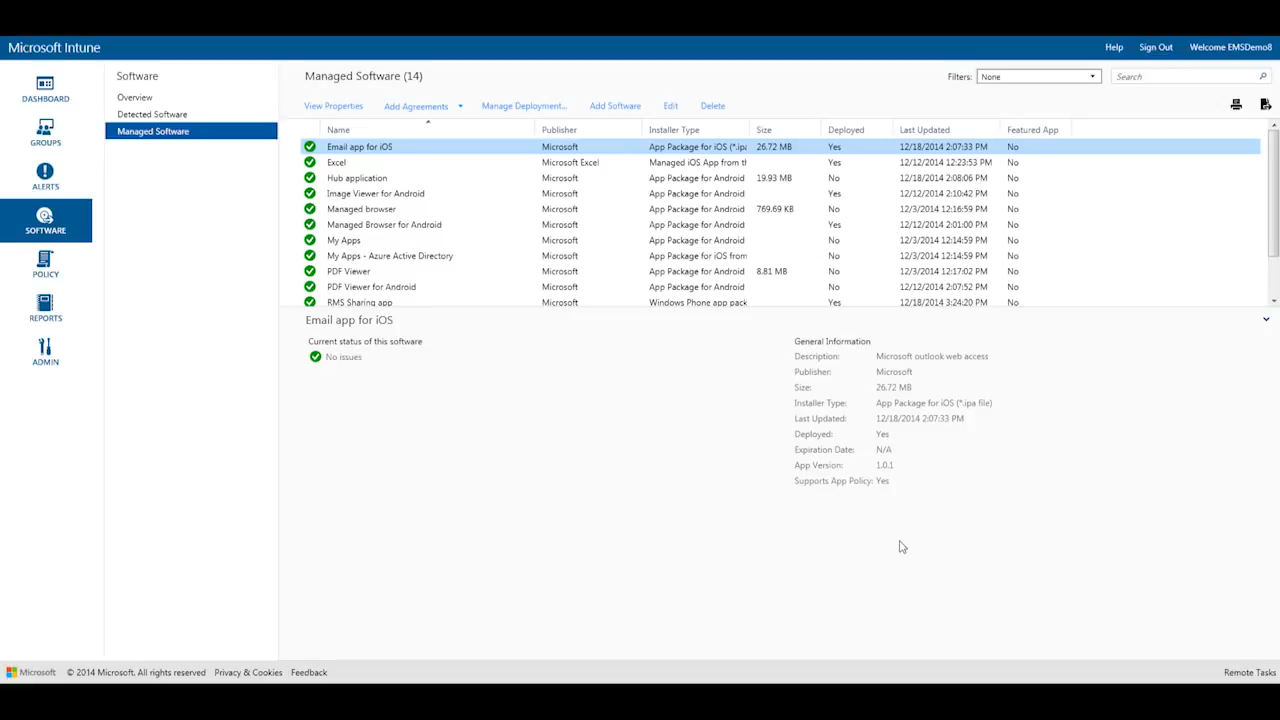 Microsoft Intune
Help Sign Out Welcome EMSDemo8
DASHBOARD
GROUPS
ALERTS
SOFTWARE
POLICY
REPORTS
ADMIN
Software
Overview
Detected Software
Managed Software
Managed Software (14)
Filters: None Search
View Properties Add Agreements Manage Deployment... Add Software Edit Delete
Name Publisher Installer Type Size Deployed Last Updated Featured App
Email app for iOS Microsoft App Package for iOS (*.ipa 26.72 MB Yes 12/18/2014 2:07:33 PM No
Excel Microsoft Excel Managed iOS App from th Yes 12/12/2014 12:23:53 PM No
Hub application Microsoft App Package for Android 19.93 MB No 12/18/2014 2:08:06 PM No
Image Viewer for Android Microsoft App Package for Android Yes 12/12/2014 2:10:42 PM No
Managed browser Microsoft App Package for Android 769.69 KB No 12/3/2014 12:16:59 PM No
Managed Browser for Android Microsoft App Package for Android Yes 12/12/2014 2:01:00 PM No
My Apps Microsoft App Package for Android No 12/3/2014 12:14:59 PM No
My Apps - Azure Active Directory Microsoft App Package for iOS from No 12/3/2014 12:14:59 PM No
PDF Viewer Microsoft App Package for Android 8.81 MB No 12/3/2014 12:17:02 PM No
PDF Viewer for Android Microsoft App Package for Android No 12/12/2014 2:07:52 PM No
RMS Sharing app Microsoft Windows Phone app pack Yes 12/18/2014 3:24:20 PM No
Email app for iOS
Current status of this software
No issues
General Information
Description: Microsoft outlook web access
Publisher: Microsoft
Size: 26.72 MB
Installer Type: App Package for iOS (*.ipa file)
Last Updated: 12/18/2014 2:07:33 PM
Deployed: Yes
Expiration Date: N/A
App Version: 1.0.1
Supports App Policy: Yes
Microsoft © 2014 Microsoft. All rights reserved Privacy & Cookies Feedback
Remote Tasks